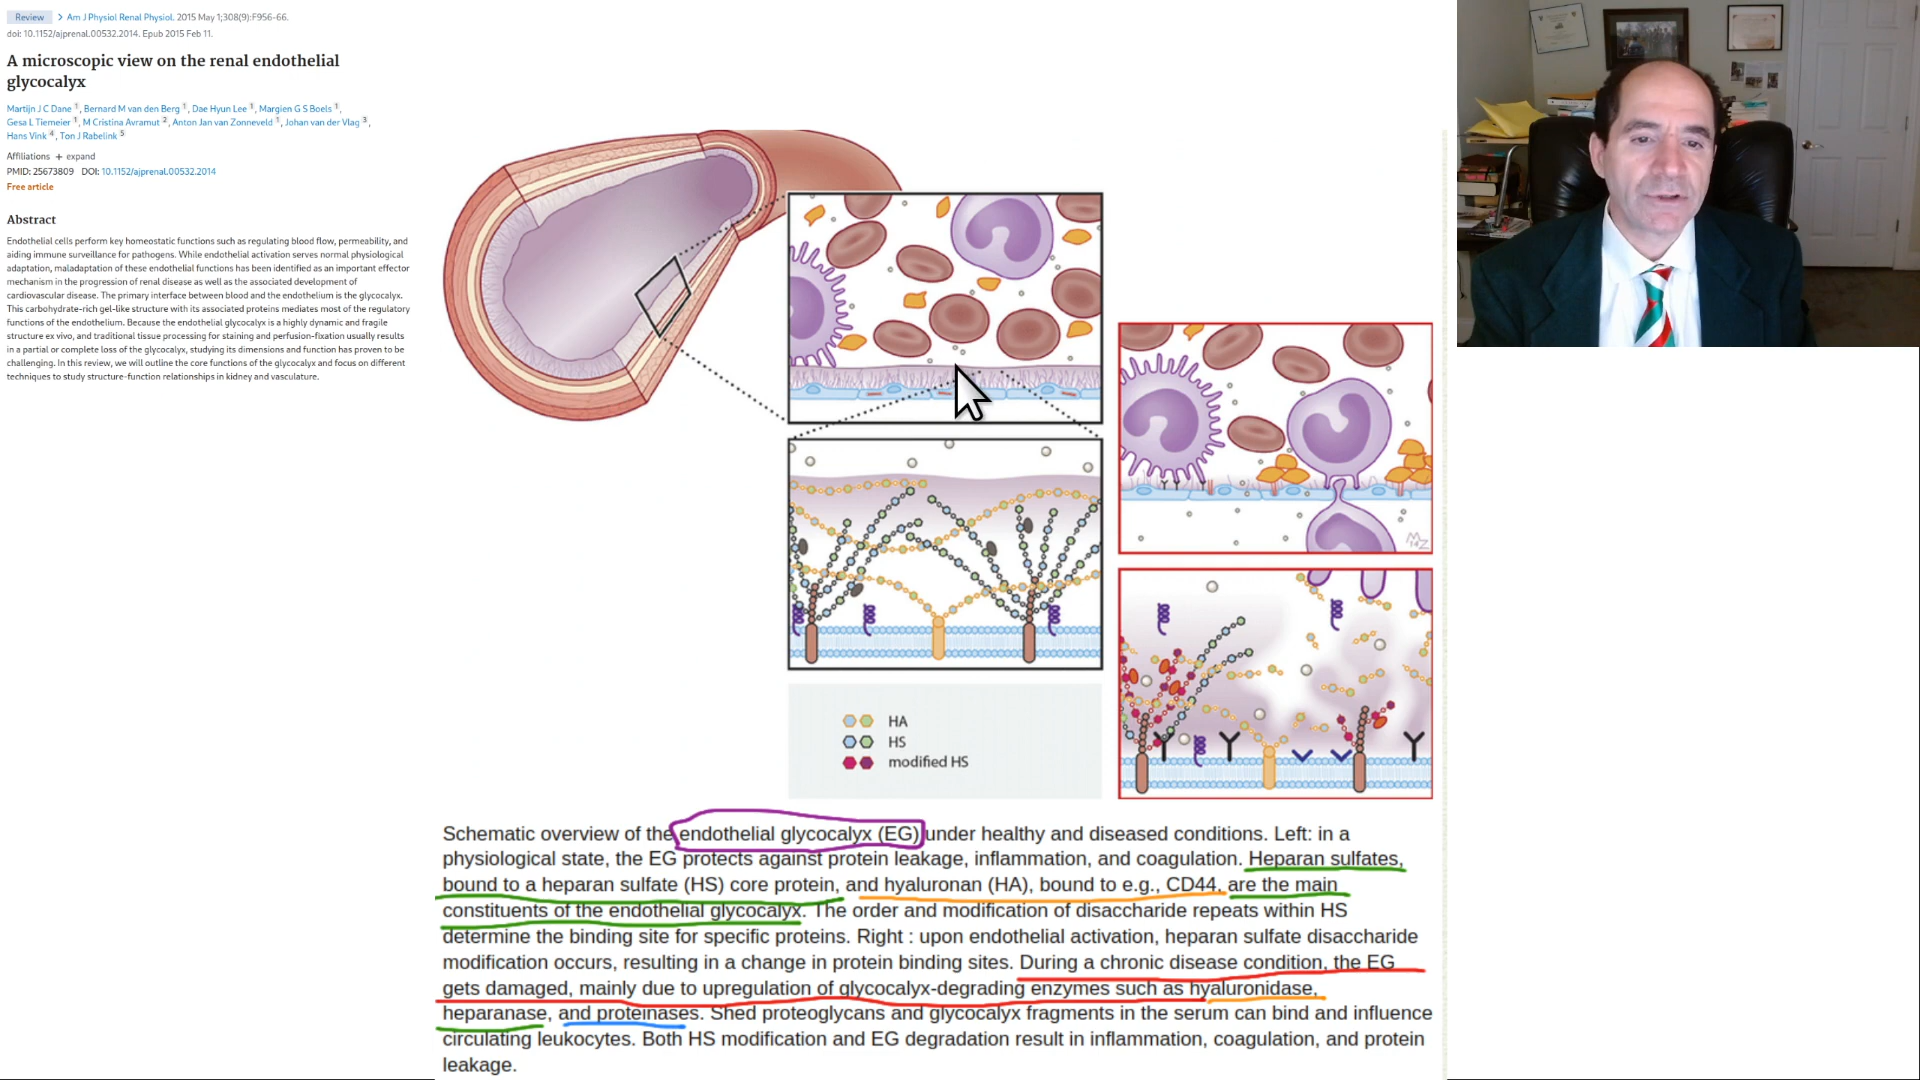 Review > Am J Physiol Renal Physiol. 2015 May 1;308(9):F956-66.
doi: 10.1152/ajprenal.00532.2014. Epub 2015 Feb 11.
A microscopic view on the renal endothelial
glycocalyx
Martijn J C Dane 1, Bernard M van den Berg 1, Dae Hyun Lee 1, Margien G S Boels 1,
Gesa L Tiemeier 1, M Cristina Avramut 2, Anton Jan van Zonneveld 1, Johan van der Vlag 3,
Hans Vink 4, Ton J Rabelink 5
Affiliations + expand
PMID: 25673809 DOI: 10.1152/ajprenal.00532.2014
Free article
Abstract
Endothelial cells perform key homeostatic functions such as regulating blood flow, permeability, and
aiding immune surveillance for pathogens. While endothelial activation serves normal physiological
adaptation, maladaptation of these endothelial functions has been identified as an important effector
mechanism in the progression of renal disease as well as the associated development of
cardiovascular disease. The primary interface between blood and the endothelium is the glycocalyx.
This carbohydrate-rich gel-like structure with its associated proteins mediates most of the regulatory
functions of the endothelium. Because the endothelial glycocalyx is a highly dynamic and fragile
structure ex vivo, and traditional tissue processing for staining and perfusion-fixation usually results
in a partial or complete loss of the glycocalyx, studying its dimensions and function has proven to be
challenging. In this review, we will outline the core functions of the glycocalyx and focus on different
techniques to study structure-function relationships in kidney and vasculature.
HA
HS
modified HS
Schematic overview of the endothelial glycocalyx (EG) under healthy and diseased conditions. Left: in a
physiological state, the EG protects against protein leakage, inflammation, and coagulation. Heparan sulfates,
bound to a heparan sulfate (HS) core protein, and hyaluronan (HA), bound to e.g., CD44, are the main
constituents of the endothelial glycocalyx. The order and modification of disaccharide repeats within HS
determine the binding site for specific proteins. Right : upon endothelial activation, heparan sulfate disaccharide
modification occurs, resulting in a change in protein binding sites. During a chronic disease condition, the EG
gets damaged, mainly due to upregulation of glycocalyx-degrading enzymes such as hyaluronidase,
heparanase, and proteinases. Shed proteoglycans and glycocalyx fragments in the serum can bind and influence
circulating leukocytes. Both HS modification and EG degradation result in inflammation, coagulation, and protein
leakage.